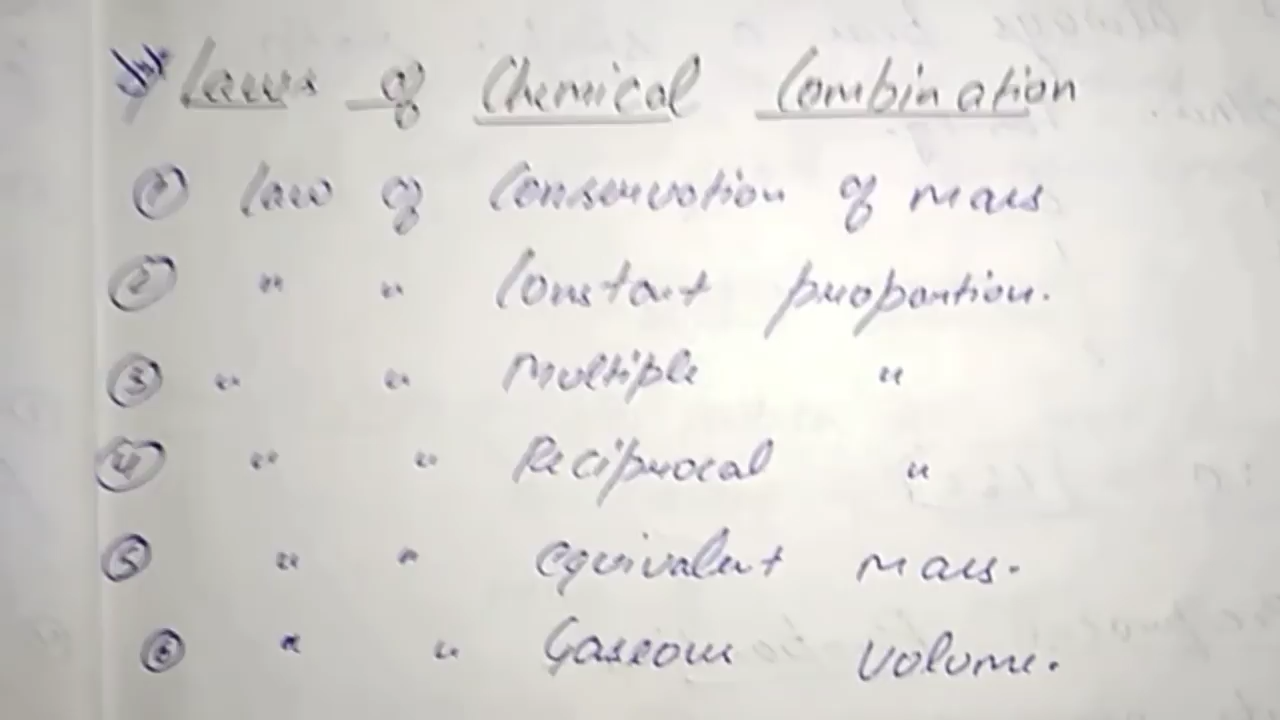 Laws of Chemical Combination
① Law of Conservation of mass
② " " Constant proportion.
③ " " Multiple "
④ " " Reciprocal "
⑤ " " equivalent mass.
⑥ " " Gaseous Volume.